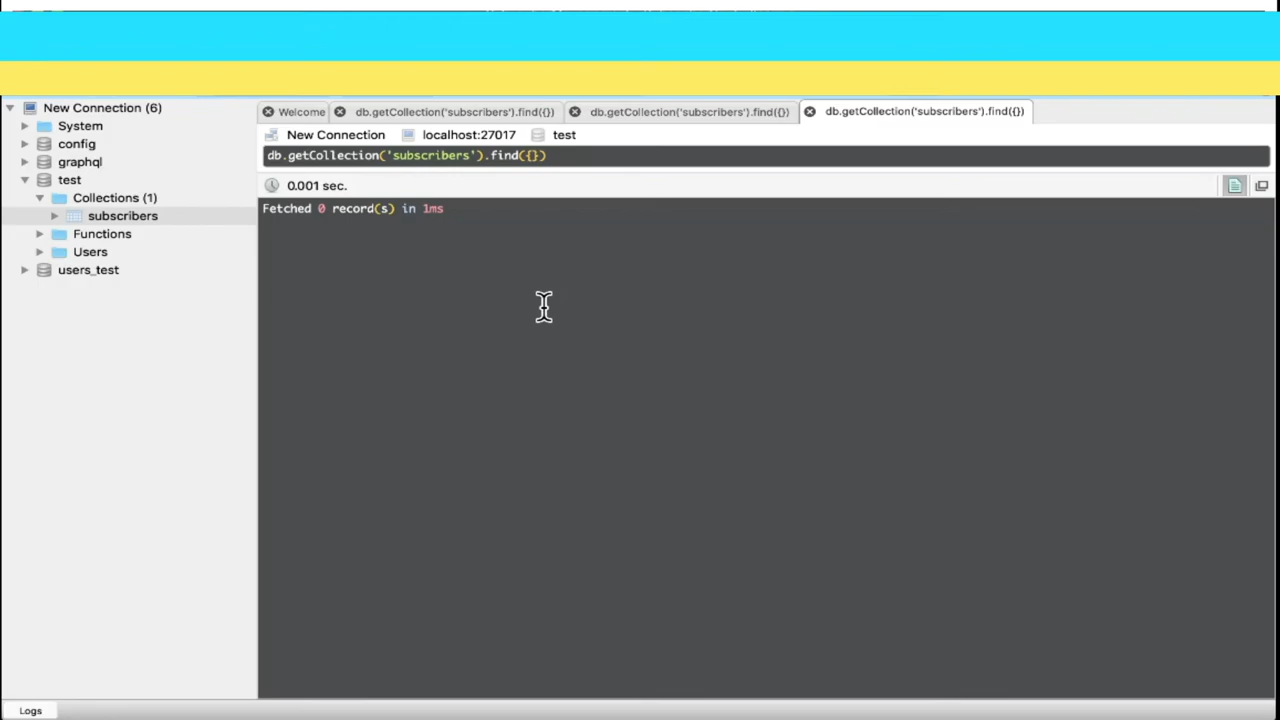 New Connection (6)
System
config
graphql
test
Collections (1)
subscribers
Functions
Users
users_test
Welcome
db.getCollection('subscribers').find({})
db.getCollection('subscribers').find({})
db.getCollection('subscribers').find({})
New Connection localhost:27017 test
db.getCollection('subscribers').find({})
0.001 sec.
Fetched 0 record(s) in 1ms
Logs